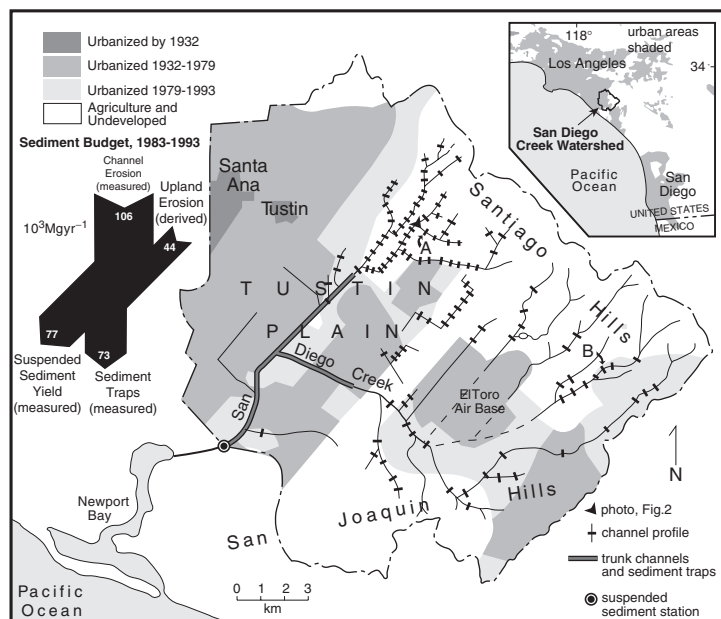 Urbanized by 1932
Urbanized 1932-1979
Urbanized 1979-1993
Agriculture and
Undeveloped
Sediment Budget, 1983-1993
Channel
Erosion
(measured)
Upland
Erosion
(derived)
10³Mgyr⁻¹
106
44
77
73
Suspended
Sediment
Yield
(measured)
Sediment
Traps
(measured)
118°
urban areas
shaded
34
Los Angeles
San Diego
Creek Watershed
Pacific
Ocean
San
Diego
UNITED STATES
MEXICO
Santa
Ana
Tustin
TUSTIN
PLAIN
Santiago
Hills
A
B
San
Diego
Creek
El Toro
Air Base
San
Joaquin
Hills
Newport
Bay
Pacific
Ocean
0 1 2 3
km
N
photo, Fig.2
channel profile
trunk channels
and sediment traps
suspended
sediment station